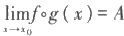 lim f∘g ( x ) = A
x→x₀